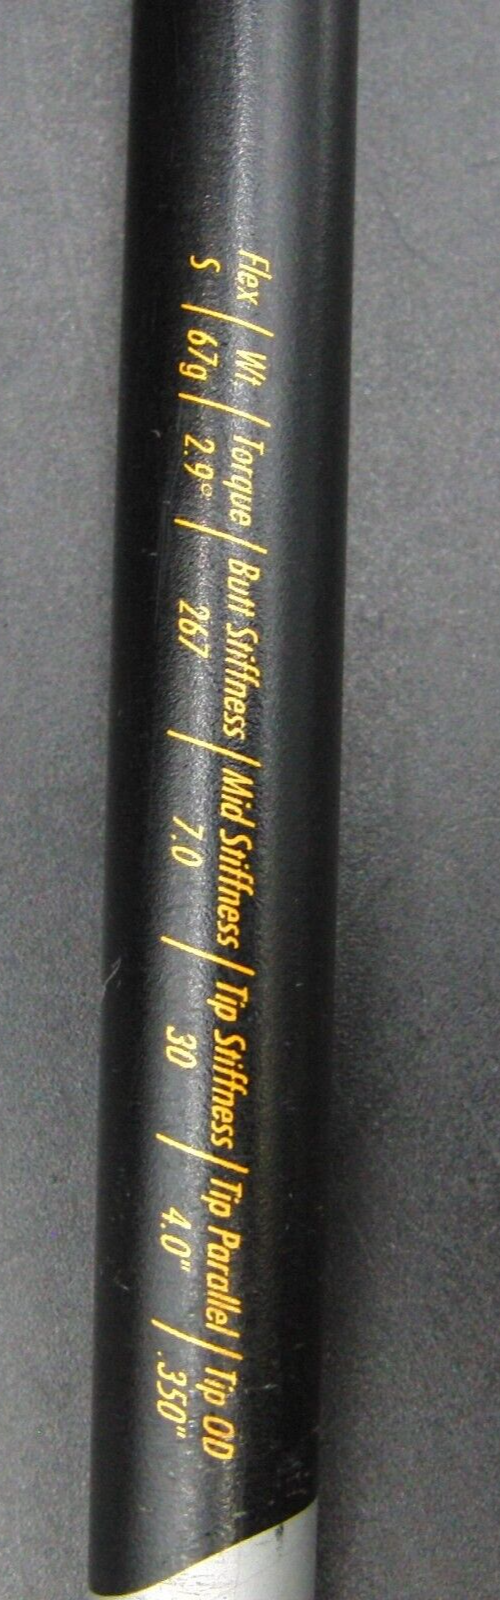 Flex / Wt. / Torque / Butt Stiffness / Mid Stiffness / Tip Stiffness / Tip Parallel / Tip OD
S / 67g / 2.9° / 267 / 7.0 / 30 / 4.0" / .350"